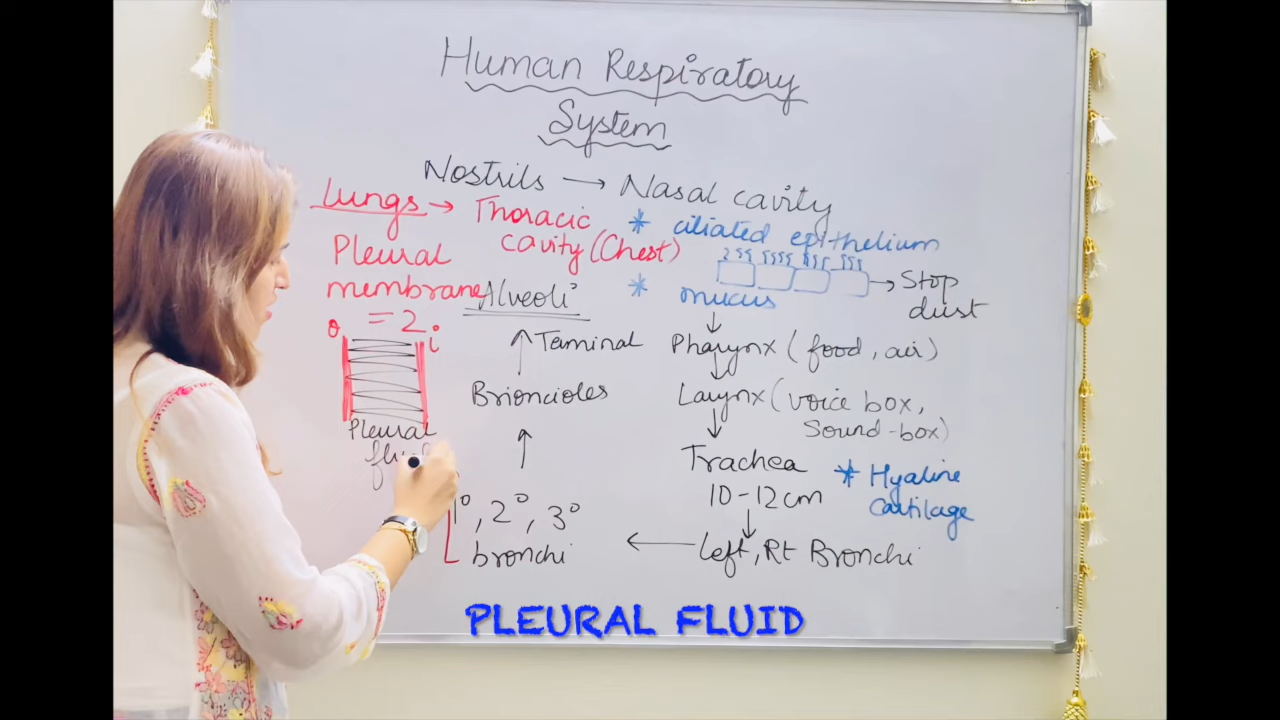 Human Respiratory
System
Nostrils → Nasal cavity
Lungs → Thoracic
cavity (Chest)
* ciliated epithelium
Pleural
membrane
= 2
o
i
Pleural
Alveoli
* mucus
→ Stop
dust
↑ Taminal
Pharynx (food, air)
Brioncioles
Larynx (voice box,
Sound-box)
Trachea
10-12 cm
* Hyaline
Cartilage
1°, 2°, 3°
bronchi
← left, Rt Bronchi
PLEURAL FLUID